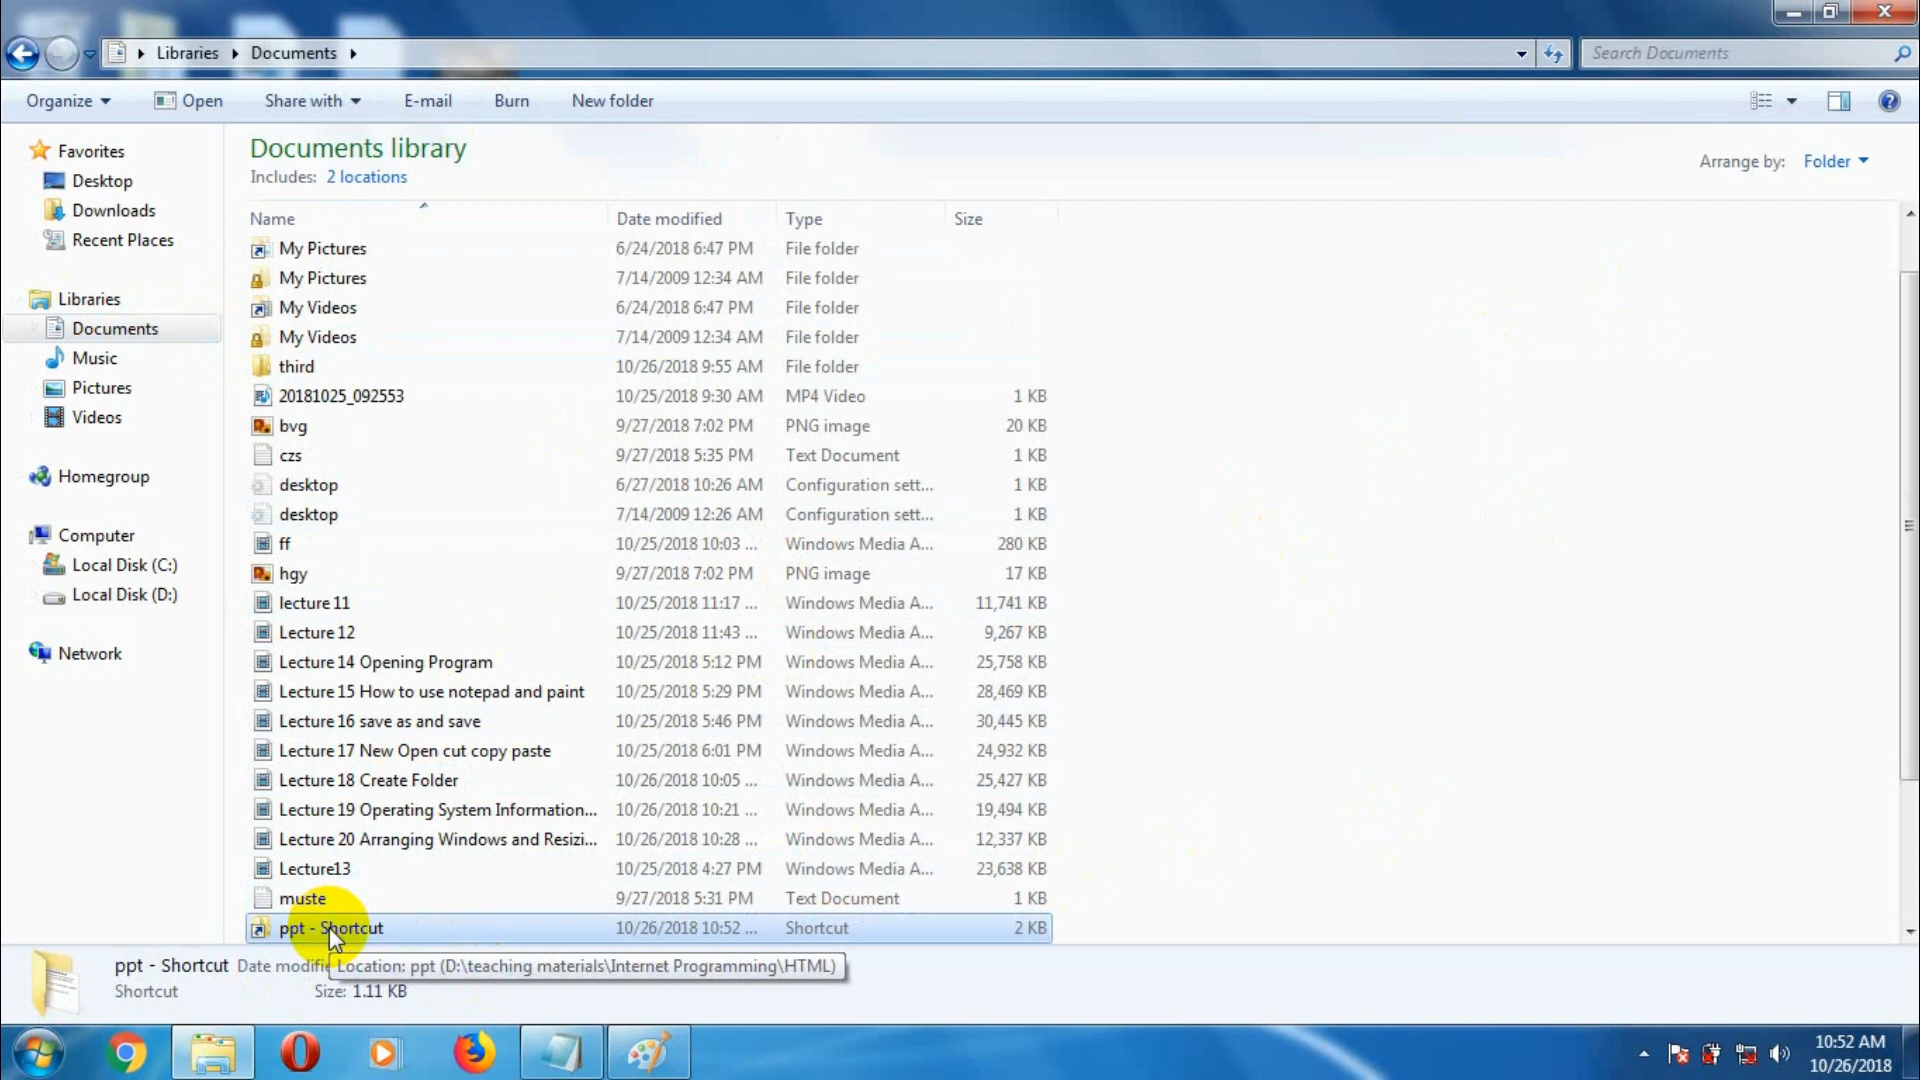 Libraries Documents
Search Documents
Organize Open Share with E-mail Burn New folder
Documents library
Includes: 2 locations
Arrange by: Folder
Favorites
Desktop
Downloads
Recent Places
Libraries
Documents
Music
Pictures
Videos
Homegroup
Computer
Local Disk (C:)
Local Disk (D:)
Network
Name Date modified Type Size
My Pictures 6/24/2018 6:47 PM File folder
My Pictures 7/14/2009 12:34 AM File folder
My Videos 6/24/2018 6:47 PM File folder
My Videos 7/14/2009 12:34 AM File folder
third 10/26/2018 9:55 AM File folder
20181025_092553 10/25/2018 9:30 AM MP4 Video 1 KB
bvg 9/27/2018 7:02 PM PNG image 20 KB
czs 9/27/2018 5:35 PM Text Document 1 KB
desktop 6/27/2018 10:26 AM Configuration sett... 1 KB
desktop 7/14/2009 12:26 AM Configuration sett... 1 KB
ff 10/25/2018 10:03 ... Windows Media A... 280 KB
hgy 9/27/2018 7:02 PM PNG image 17 KB
lecture 11 10/25/2018 11:17 ... Windows Media A... 11,741 KB
Lecture 12 10/25/2018 11:43 ... Windows Media A... 9,267 KB
Lecture 14 Opening Program 10/25/2018 5:12 PM Windows Media A... 25,758 KB
Lecture 15 How to use notepad and paint 10/25/2018 5:29 PM Windows Media A... 28,469 KB
Lecture 16 save as and save 10/25/2018 5:46 PM Windows Media A... 30,445 KB
Lecture 17 New Open cut copy paste 10/25/2018 6:01 PM Windows Media A... 24,932 KB
Lecture 18 Create Folder 10/26/2018 10:05 ... Windows Media A... 25,427 KB
Lecture 19 Operating System Information... 10/26/2018 10:21 ... Windows Media A... 19,494 KB
Lecture 20 Arranging Windows and Resizi... 10/26/2018 10:28 ... Windows Media A... 12,337 KB
Lecture13 10/25/2018 4:27 PM Windows Media A... 23,638 KB
muste 9/27/2018 5:31 PM Text Document 1 KB
ppt - Shortcut 10/26/2018 10:52 ... Shortcut 2 KB
ppt - Shortcut Date modifie
Location: ppt (D:\teaching materials\Internet Programming\HTML)
Shortcut Size: 1.11 KB
10:52 AM
10/26/2018